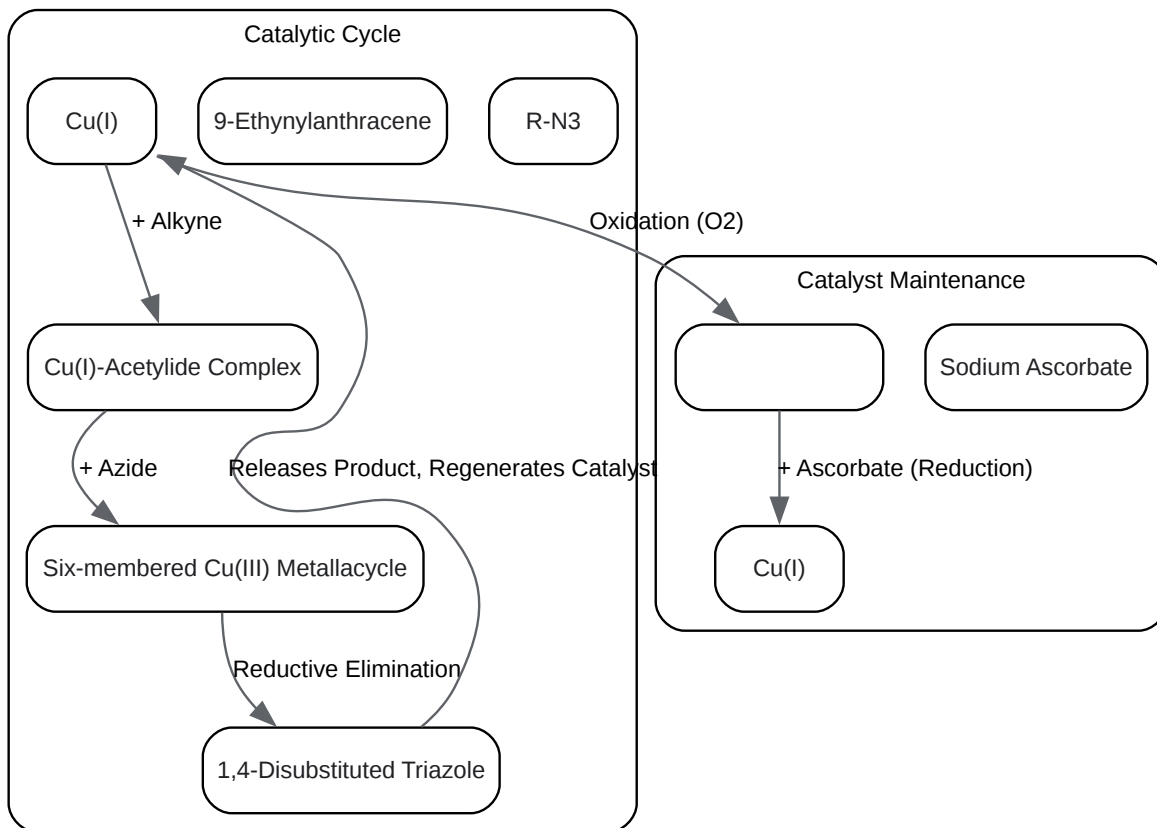 Catalytic Cycle
Cu(I)
9-Ethynylanthracene
R-N3
+ Alkyne
Oxidation (O2)
Catalyst Maintenance
Cu(I)-Acetylide Complex
Sodium Ascorbate
+ Azide
Releases Product, Regenerates Catalyst
+ Ascorbate (Reduction)
Six-membered Cu(III) Metallacycle
Cu(I)
Reductive Elimination
1,4-Disubstituted Triazole